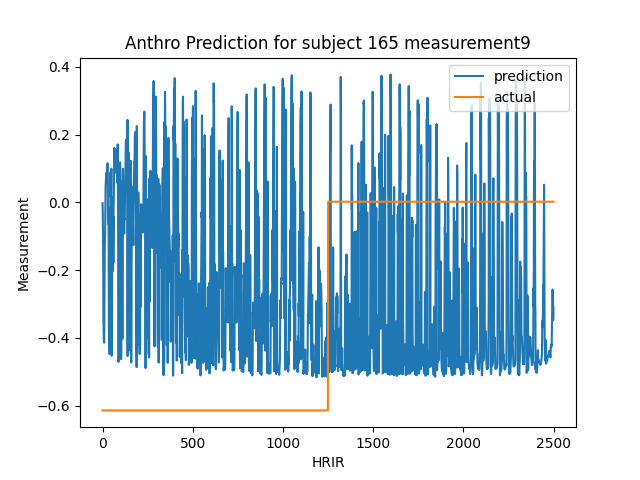 Anthro Prediction for subject 165 measurement9
prediction
actual
0.4
0.2
0.0
−0.2
−0.4
−0.6
Measurement
0
500
1000
1500
2000
2500
HRIR